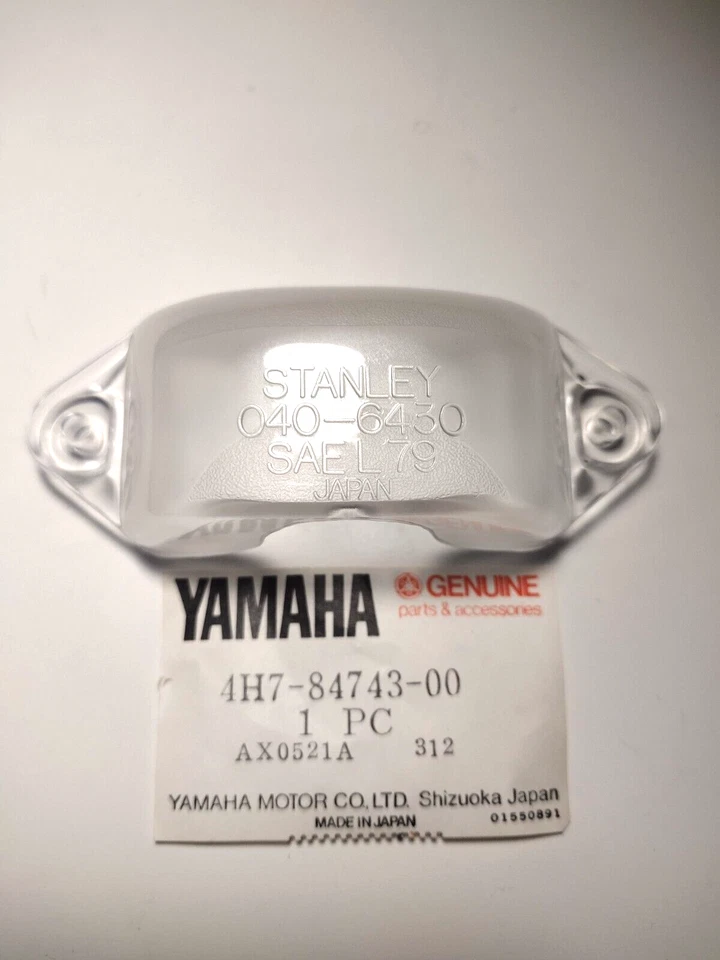 STANLEY
040-6430
SAE L 79
JAPAN
YAMAHA
GENUINE
parts & accessories
4H7-84743-00
1 PC
AX0521A 312
YAMAHA MOTOR CO., LTD. Shizuoka Japan
MADE IN JAPAN 01550891